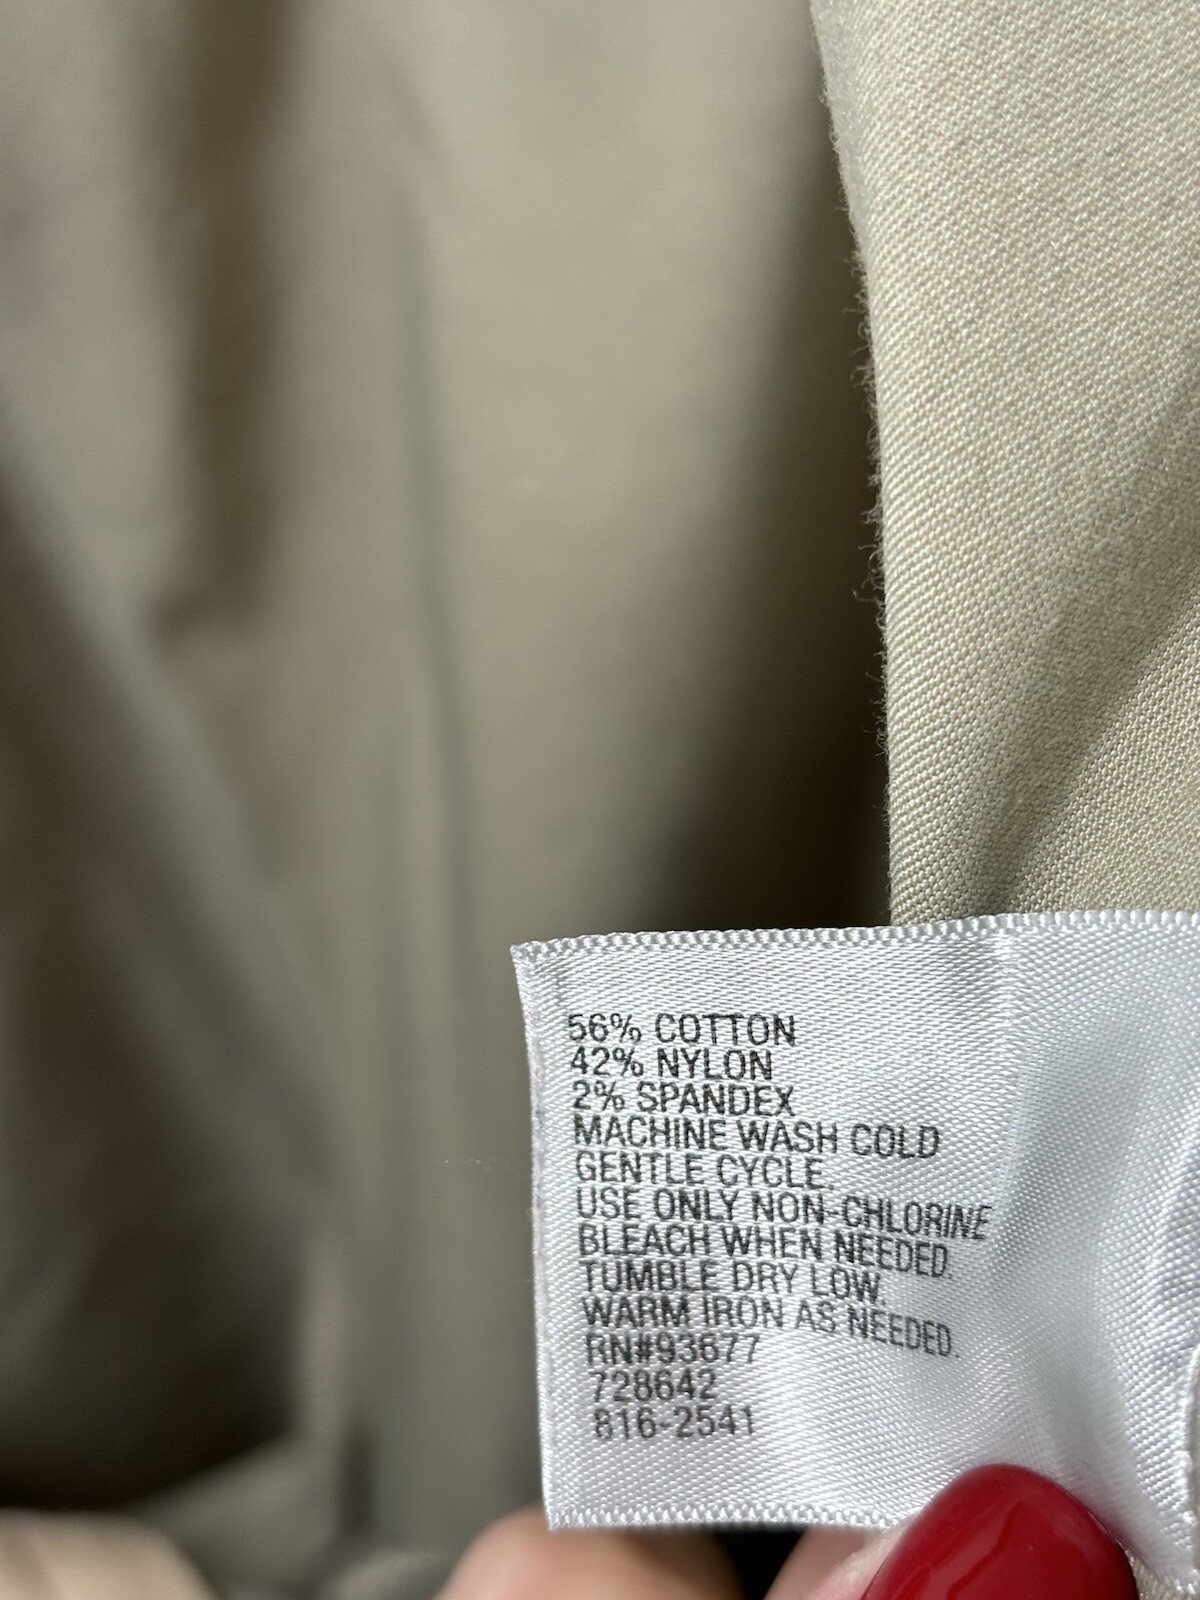 56% COTTON
42% NYLON
2% SPANDEX
MACHINE WASH COLD
GENTLE CYCLE.
USE ONLY NON-CHLORINE
BLEACH WHEN NEEDED.
TUMBLE DRY LOW.
WARM IRON AS NEEDED.
RN#93677
728642
816-2541